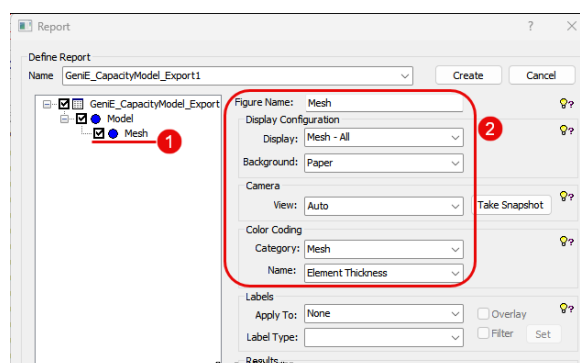 Report ? ×
Define Report
Name GeniE_CapacityModel_Export1 Create Cancel
GeniE_CapacityModel_Export
Model
Mesh
1
Figure Name: Mesh ?
Display Configuration ?
2
Display: Mesh - All
Background: Paper
Camera ?
View: Auto Take Snapshot
Color Coding ?
Category: Mesh
Name: Element Thickness
Labels ?
Apply To: None Overlay
Label Type: Filter Set
Results